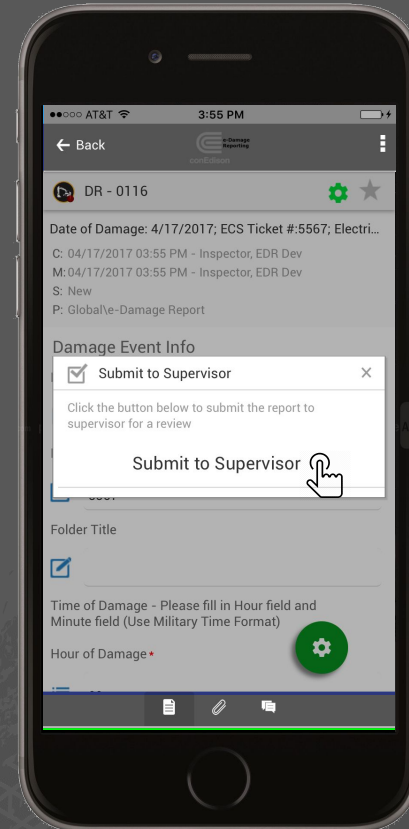 AT&T
3:55 PM
Back
e-Damage
Reporting
conEdison
DR - 0116
Date of Damage: 4/17/2017; ECS Ticket #:5567; Electri...
C: 04/17/2017 03:55 PM - Inspector, EDR Dev
M: 04/17/2017 03:55 PM - Inspector, EDR Dev
S: New
P: Global\e-Damage Report
Damage Event Info
Submit to Supervisor
Click the button below to submit the report to
supervisor for a review
Submit to Supervisor
Folder Title
Time of Damage - Please fill in Hour field and
Minute field (Use Military Time Format)
Hour of Damage*